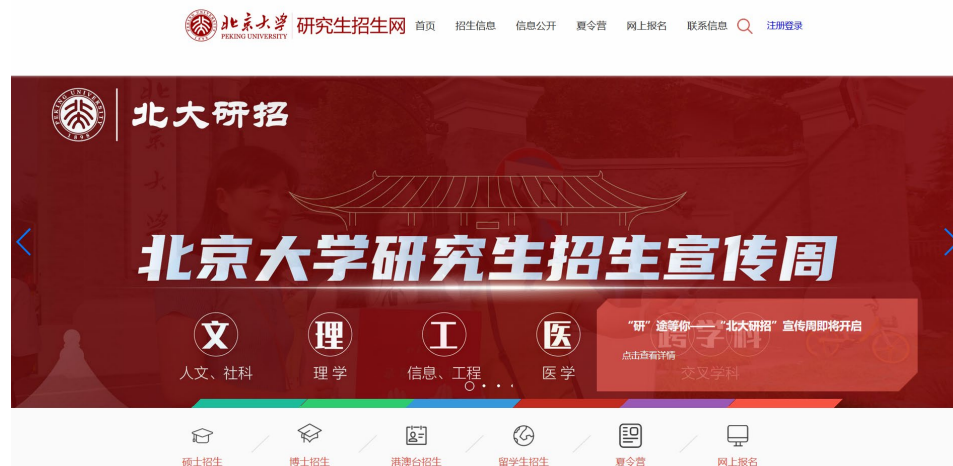 北京大学 研究生招生网 首页 招生信息 信息公开 夏令营 网上报名 联系信息 注册登录
PEKING UNIVERSITY
北大研招
PEKING UNIVERSITY
1898
北京大学研究生招生宣传周
文 理 工 医 跨学科
人文、社科 理学 信息、工程 医学 交叉学科
“研”途等你——“北大研招”宣传周即将开启
点击查看详情
硕士招生 博士招生 港澳台招生 留学生招生 夏令营 网上报名